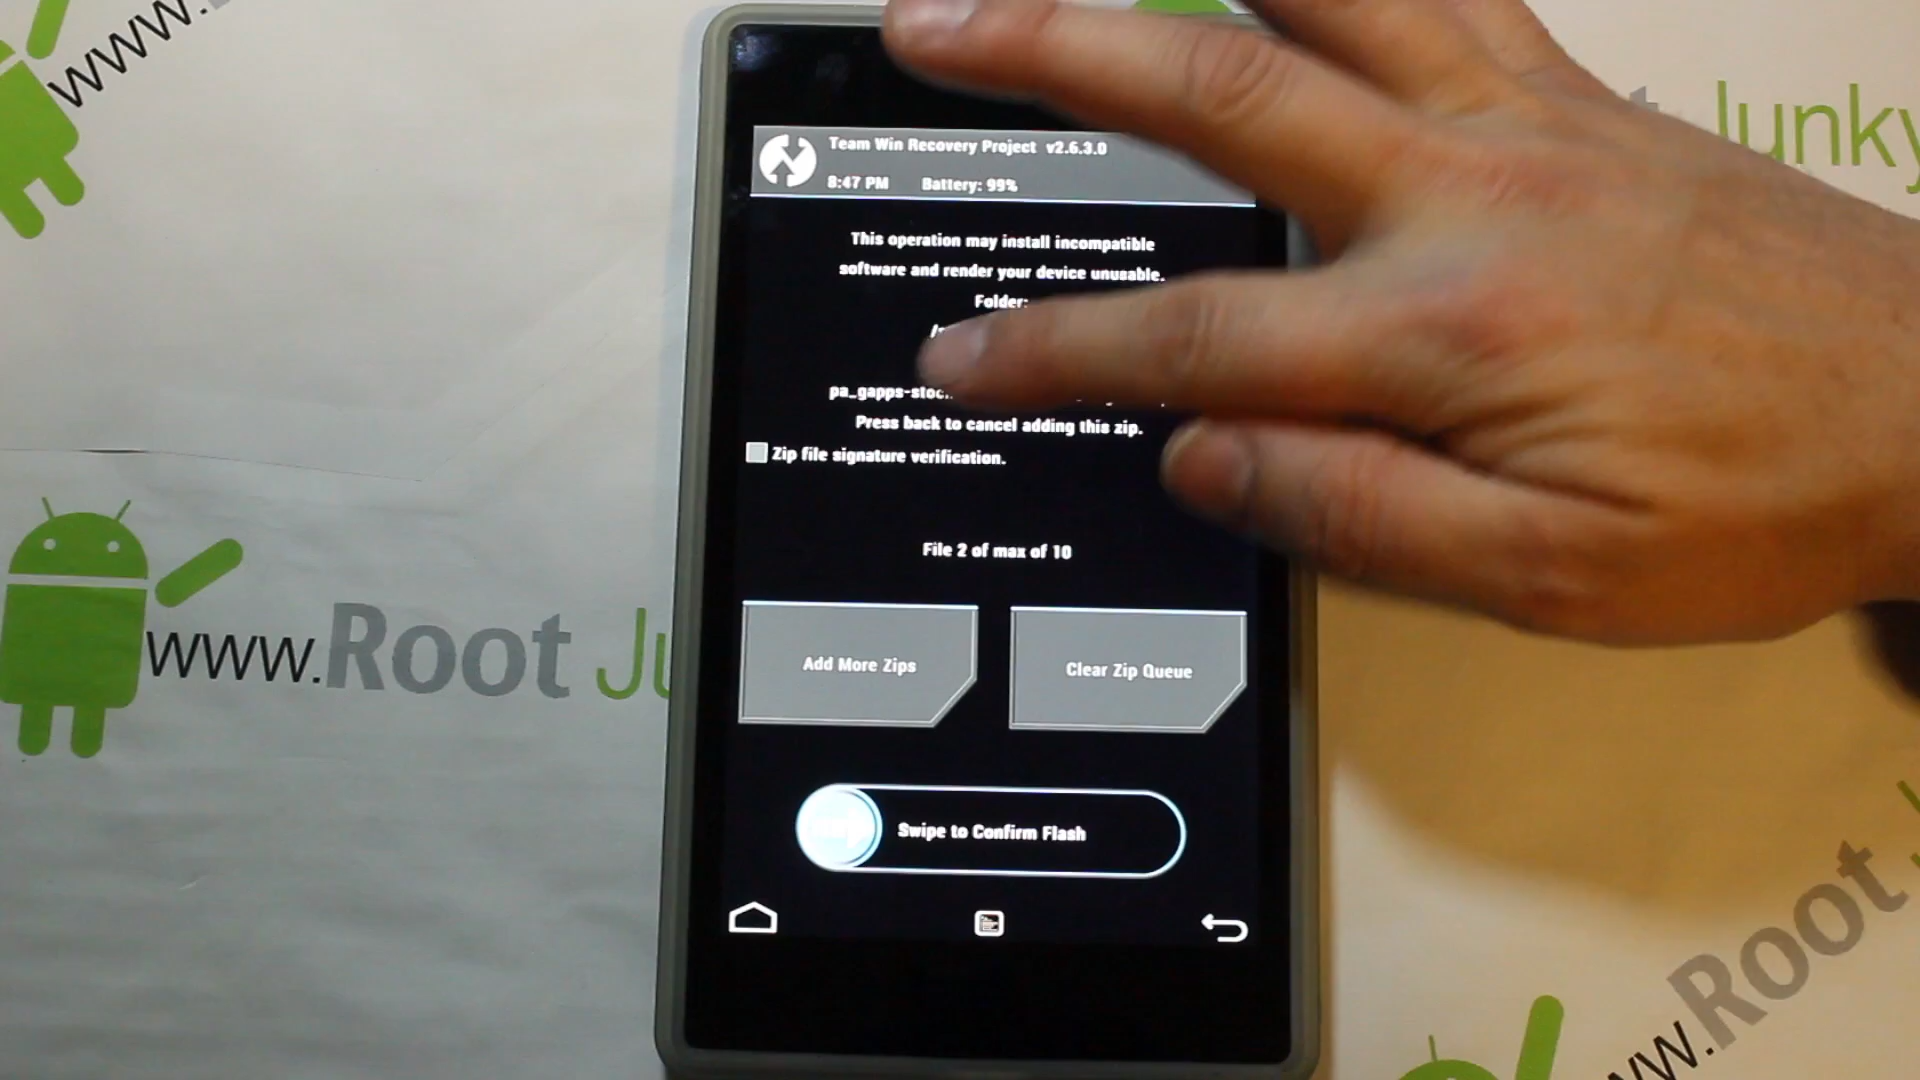 www.
Junky
Team Win Recovery Project v2.6.3.0
8:47 PM Battery: 99%
This operation may install incompatible
software and render your device unusable.
Folder:
Press back to cancel adding this zip.
Zip file signature verification.
File 2 of max of 10
www.Root Ju
Add More Zips
Clear Zip Queue
Swipe to Confirm Flash
www.Root